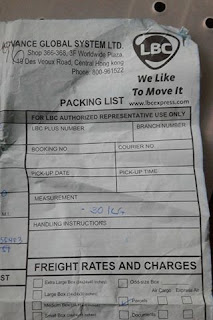 ADVANCE GLOBAL SYSTEM LTD.
Shop 366-368, 3F Worldwide Plaza,
19 Des Veoux Road, Central Hong kong
Phone: 800-961522
LBC
We Like
To Move It
www.lbcexpress.com
PACKING LIST
FOR LBC AUTHORIZED REPRESENTATIVE USE ONLY
LBC PLUS NUMBER
BRANCH NUMBER
BOOKING NO.
COURIER NO.
PICK-UP DATE
PICK-UP TIME
MEASUREMENT
HANDLING INSTRUCTIONS
FREIGHT RATES AND CHARGES
Extra Large Box
Odd-size Box
Air Cargo Express Air
Large Box
Parcels
Medium Box
Documents
Small Box